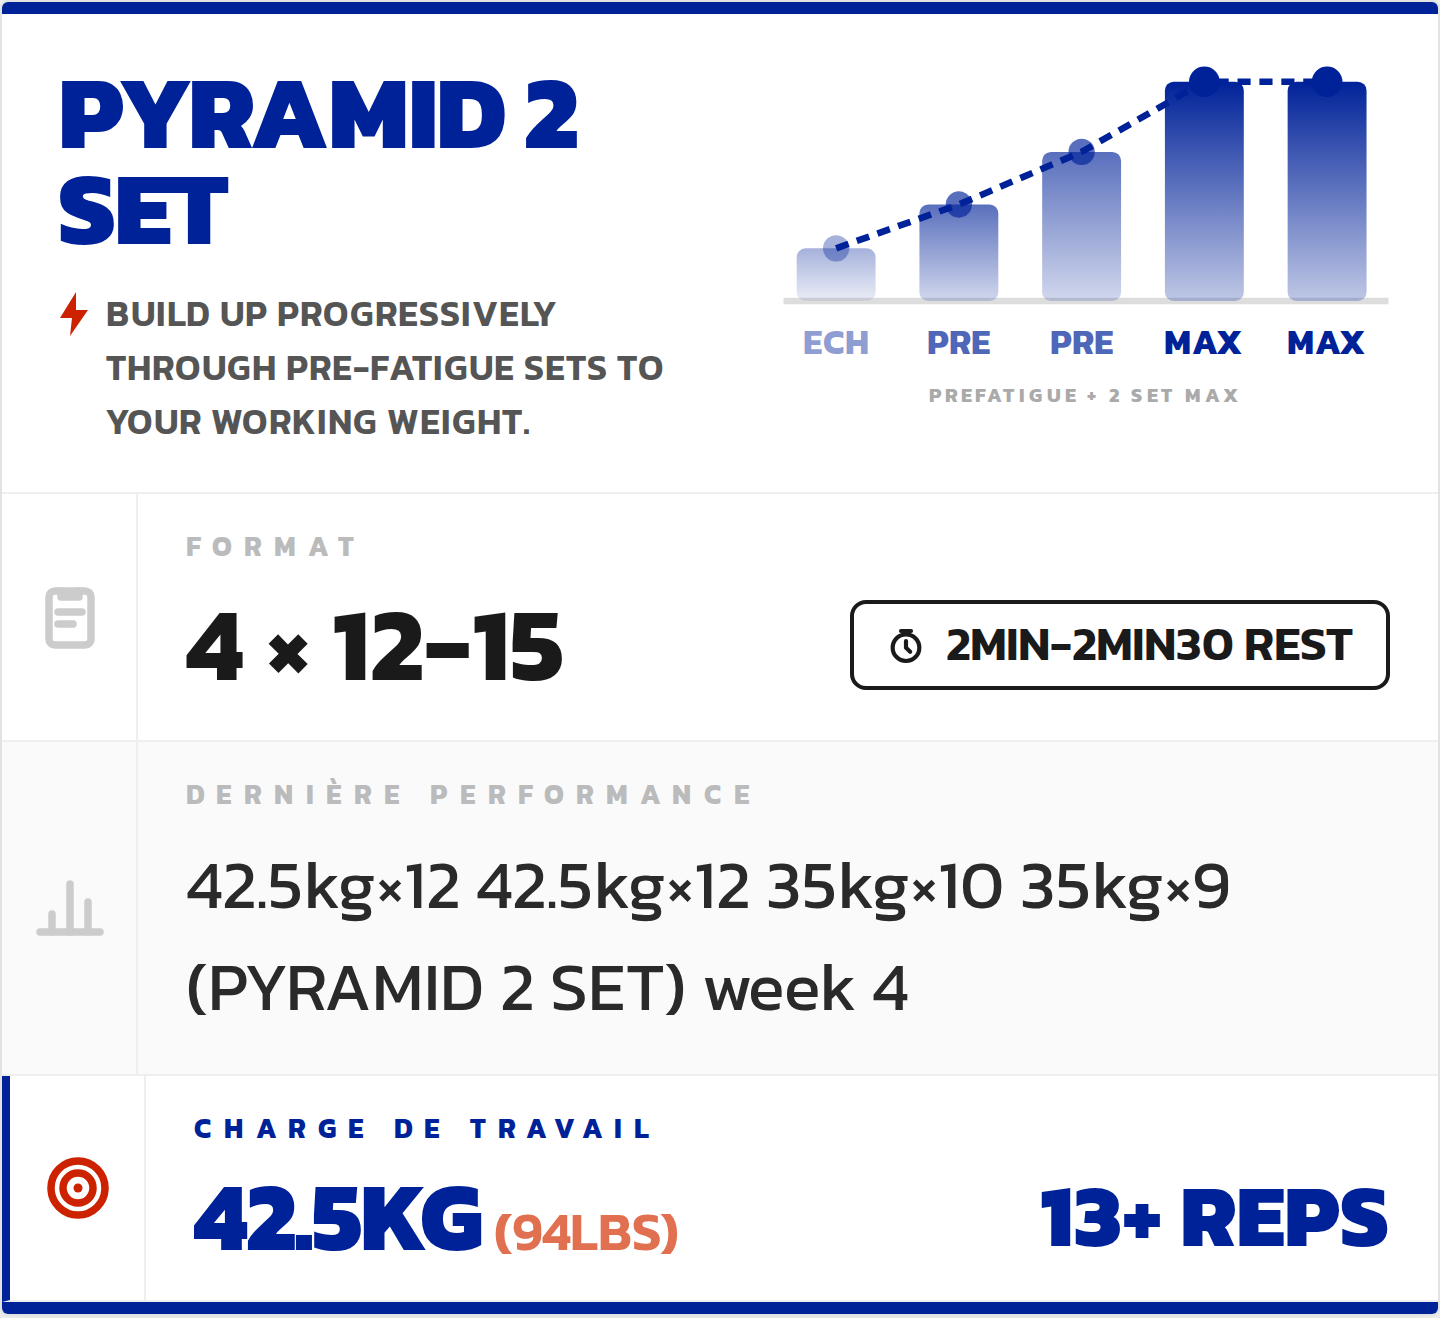 PYRAMID 2
SET
BUILD UP PROGRESSIVELY
THROUGH PRE-FATIGUE SETS TO
YOUR WORKING WEIGHT.
ECH PRE PRE MAX MAX
PREFATIGUE + 2 SET MAX
FORMAT
4 × 12–15
2MIN–2MIN30 REST
DERNIÈRE PERFORMANCE
42.5kg×12 42.5kg×12 35kg×10 35kg×9
(PYRAMID 2 SET) week 4
CHARGE DE TRAVAIL
42.5KG (94LBS)
13+ REPS